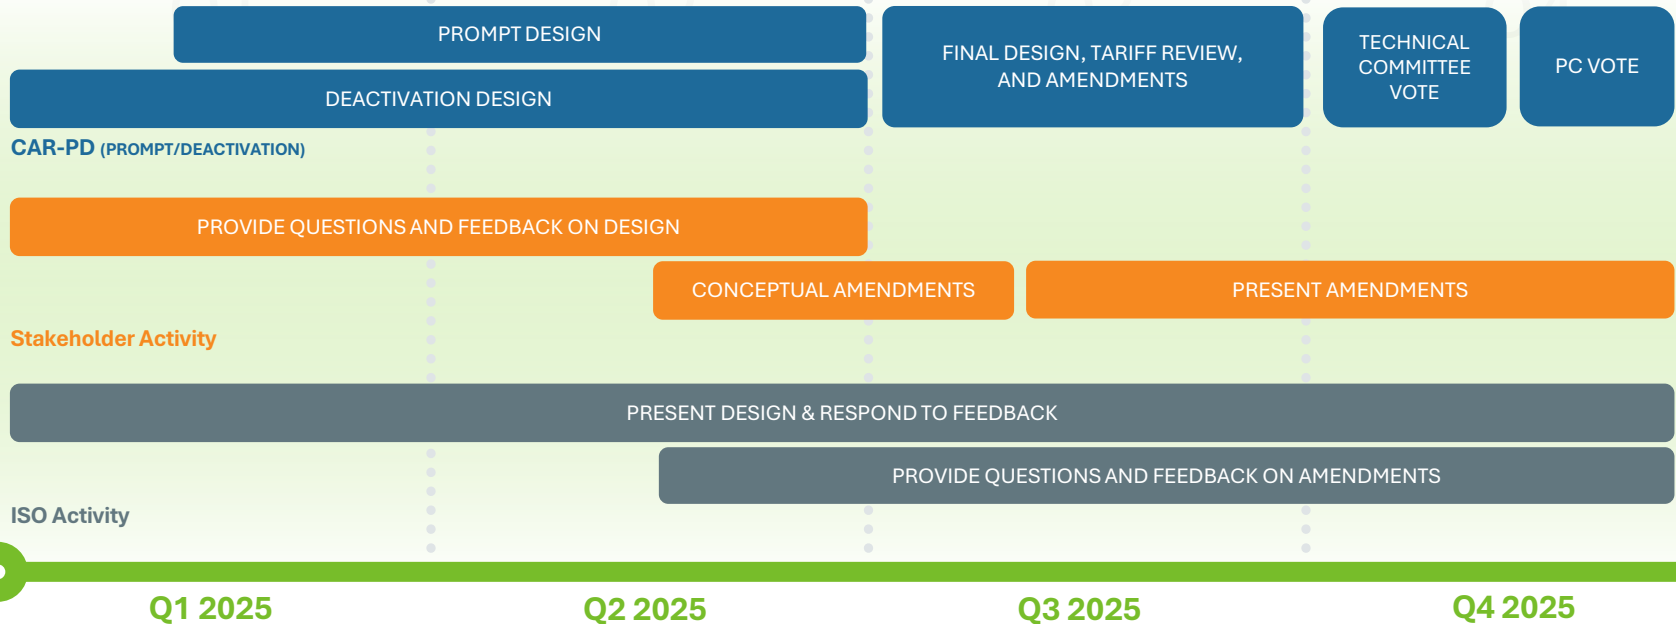 PROMPT DESIGN
DEACTIVATION DESIGN
FINAL DESIGN, TARIFF REVIEW,
AND AMENDMENTS
TECHNICAL
COMMITTEE
VOTE
PC VOTE
CAR-PD (PROMPT/DEACTIVATION)
PROVIDE QUESTIONS AND FEEDBACK ON DESIGN
CONCEPTUAL AMENDMENTS
PRESENT AMENDMENTS
Stakeholder Activity
PRESENT DESIGN & RESPOND TO FEEDBACK
PROVIDE QUESTIONS AND FEEDBACK ON AMENDMENTS
ISO Activity
Q1 2025
Q2 2025
Q3 2025
Q4 2025